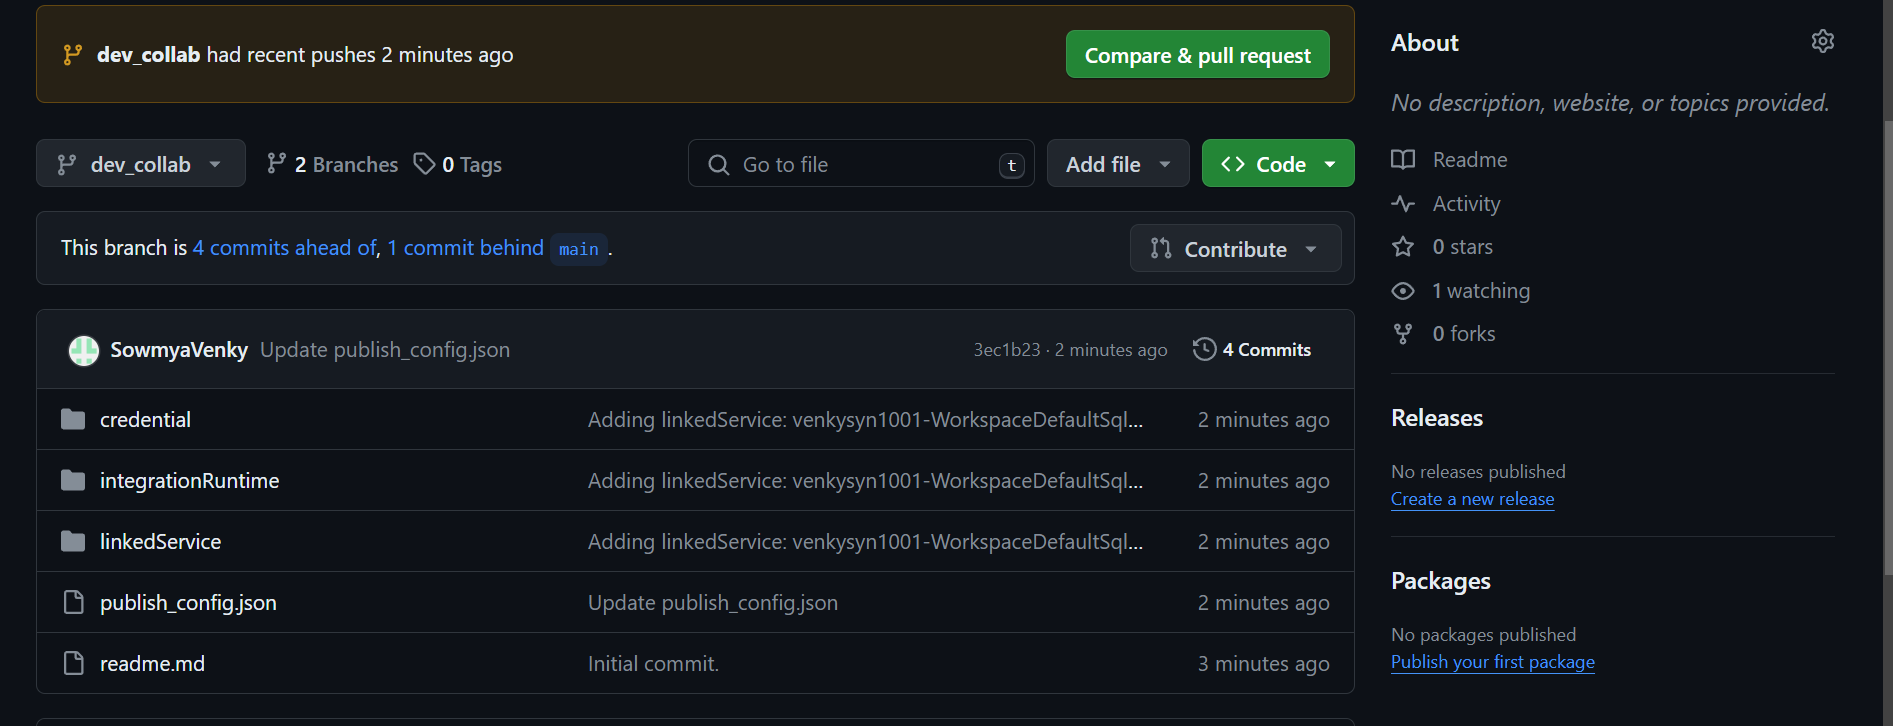 dev_collab had recent pushes 2 minutes ago
Compare & pull request
dev_collab
2 Branches
0 Tags
Go to file
t
Add file
Code
This branch is 4 commits ahead of, 1 commit behind main.
Contribute
SowmyaVenky Update publish_config.json
3ec1b23 · 2 minutes ago
4 Commits
credential Adding linkedService: venkysyn1001-WorkspaceDefaultSql... 2 minutes ago
integrationRuntime Adding linkedService: venkysyn1001-WorkspaceDefaultSql... 2 minutes ago
linkedService Adding linkedService: venkysyn1001-WorkspaceDefaultSql... 2 minutes ago
publish_config.json Update publish_config.json 2 minutes ago
readme.md Initial commit. 3 minutes ago
About
No description, website, or topics provided.
Readme
Activity
0 stars
1 watching
0 forks
Releases
No releases published
Create a new release
Packages
No packages published
Publish your first package